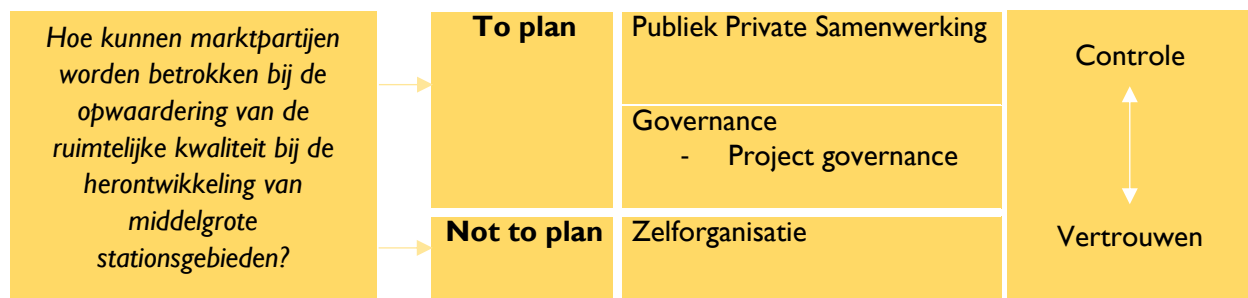 Hoe kunnen marktpartijen
worden betrokken bij de
opwaardering van de
ruimtelijke kwaliteit bij de
herontwikkeling van
middelgrote
stationsgebieden?
To plan
Publiek Private Samenwerking
Governance
- Project governance
Not to plan
Zelforganisatie
Controle
Vertrouwen